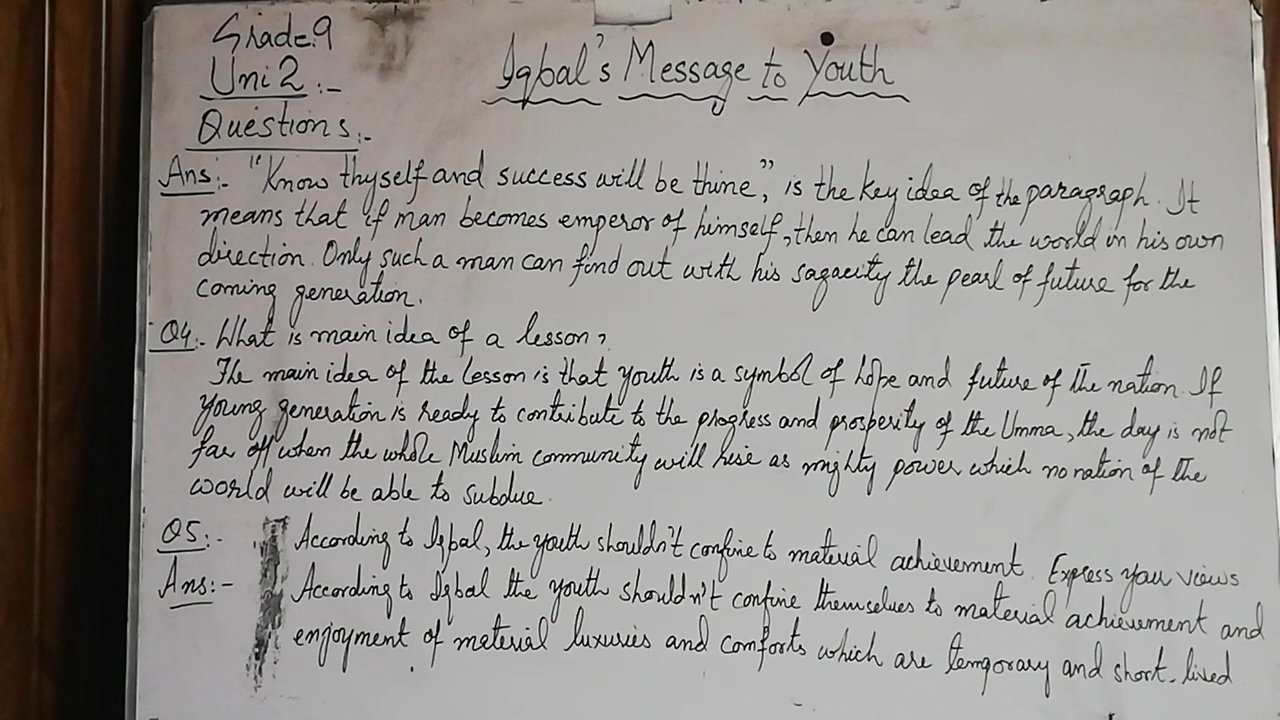 Grade.9
Iqbal's Message to Youth
Uni 2:-
Questions:-
Ans:- "Know thyself and success will be thine," is the key idea of the paragraph. It
means that if man becomes emperor of himself, then he can lead the world in his own
direction. Only such a man can find out with his sagacity the pearl of future for the
coming generation.
Q4:- What is main idea of a lesson?
The main idea of the lesson is that youth is a symbol of hope and future of the nation. If
young generation is ready to contribute to the progress and prosperity of the Umma, the day is not
far off when the whole Muslim community will rise as mighty power which no nation of the
world will be able to subdue.
Q5:- According to Iqbal, the youth shouldn't confine to material achievement. Express your views
Ans:- According to Iqbal the youth shouldn't confine themselves to material achievement and
enjoyment of material luxuries and comforts which are temporary and short-lived